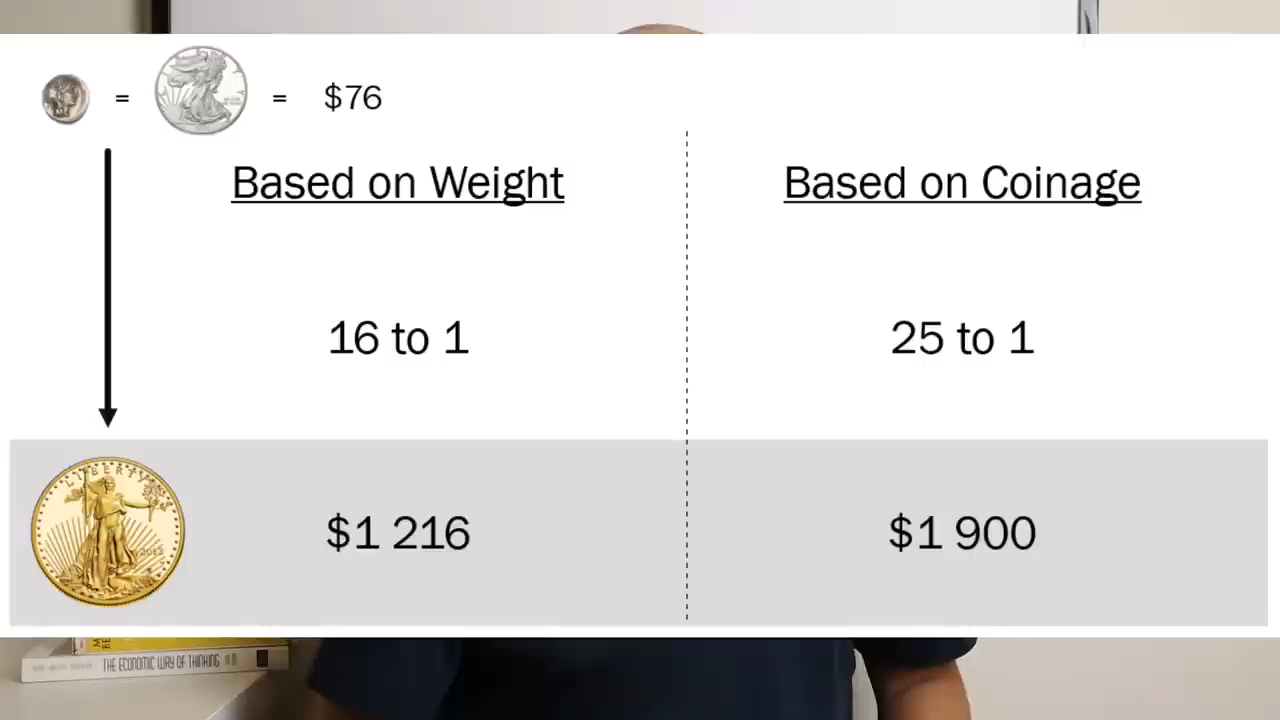 = = $76
Based on Weight
Based on Coinage
16 to 1
25 to 1
LIBERTY
$1 216
$1 900
THE ECONOMIC WAY OF THINKING